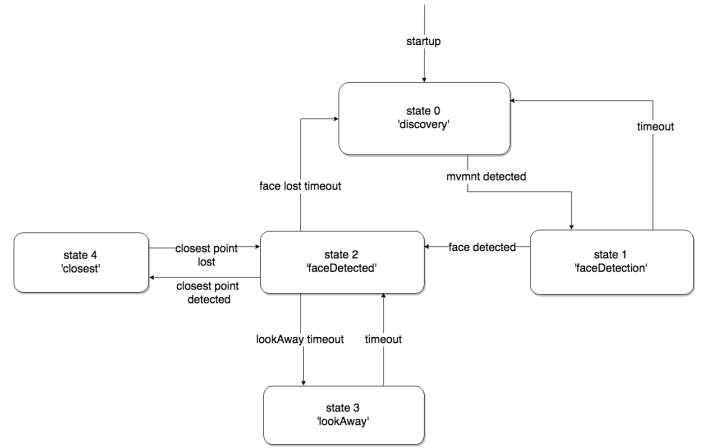 startup
state 0
'discovery'
timeout
mvmnt detected
face lost timeout
state 4
'closest'
closest point
lost
closest point
detected
state 2
'faceDetected'
face detected
state 1
'faceDetection'
lookAway timeout
timeout
state 3
'lookAway'